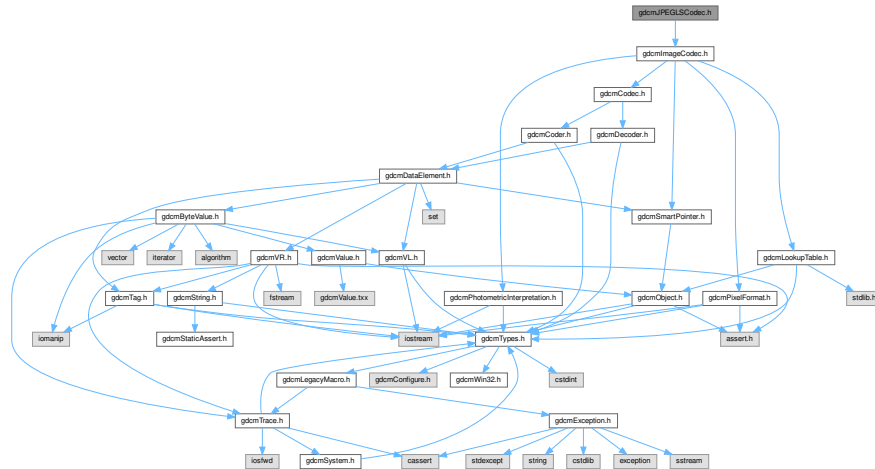 gdcmJPEGLSCodec.h
gdcmImageCodec.h
gdcmCodec.h
gdcmCoder.h
gdcmDecoder.h
gdcmDataElement.h
gdcmByteValue.h
set
gdcmSmartPointer.h
vector
iterator
algorithm
gdcmVR.h
gdcmValue.h
gdcmVL.h
gdcmLookupTable.h
gdcmTag.h
gdcmString.h
fstream
gdcmValue.txx
gdcmPhotometricInterpretation.h
gdcmObject.h
gdcmPixelFormat.h
stdlib.h
iomanip
gdcmStaticAssert.h
iostream
gdcmTypes.h
assert.h
gdcmLegacyMacro.h
gdcmConfigure.h
gdcmWin32.h
cstdint
gdcmTrace.h
gdcmException.h
iosfwd
gdcmSystem.h
cassert
stdexcept
string
cstdlib
exception
sstream